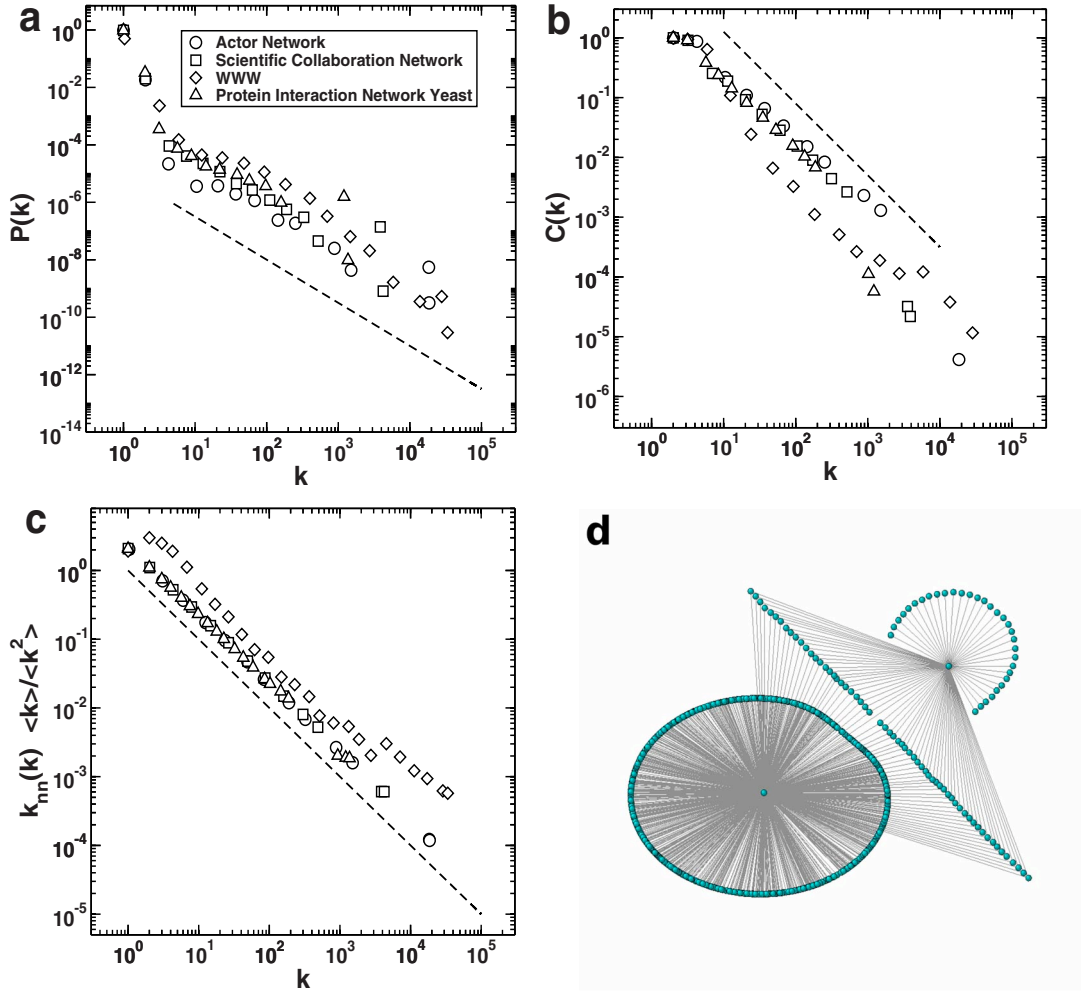 a
10^0
10^-2
10^-4
10^-6
10^-8
10^-10
10^-12
10^-14
P(k)
Actor Network
Scientific Collaboration Network
WWW
Protein Interaction Network Yeast
10^0 10^1 10^2 10^3 10^4 10^5
k
b
10^0
10^-1
10^-2
10^-3
10^-4
10^-5
10^-6
C(k)
10^0 10^1 10^2 10^3 10^4 10^5
k
c
10^0
10^-1
10^-2
10^-3
10^-4
10^-5
k_nn(k) <k>/<k^2>
10^0 10^1 10^2 10^3 10^4 10^5
k
d